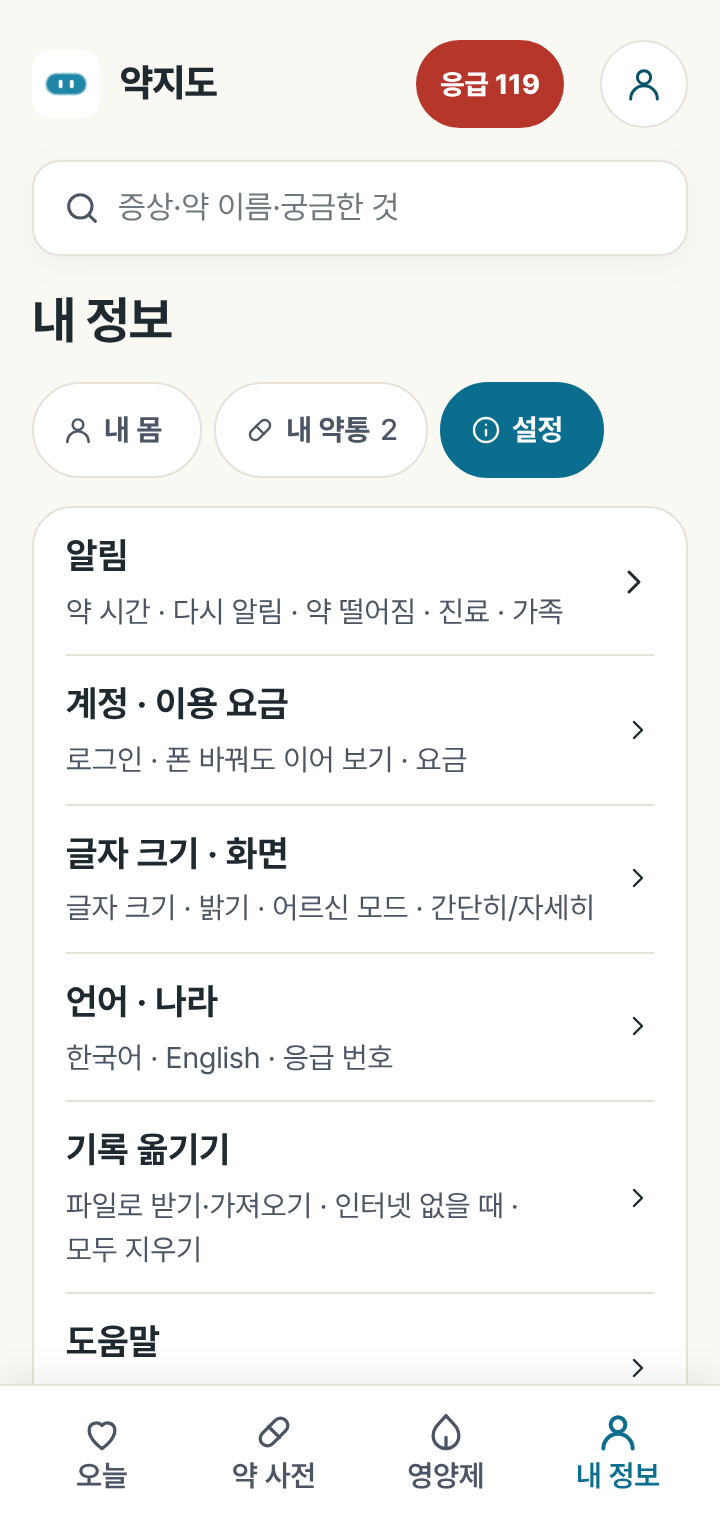 약지도
응급 119
증상·약 이름·궁금한 것
내 정보
내 몸
내 약통 2
설정
알림
약 시간 · 다시 알림 · 약 떨어짐 · 진료 · 가족
계정 · 이용 요금
로그인 · 폰 바꿔도 이어 보기 · 요금
글자 크기 · 화면
글자 크기 · 밝기 · 어르신 모드 · 간단히/자세히
언어 · 나라
한국어 · English · 응급 번호
기록 옮기기
파일로 받기·가져오기 · 인터넷 없을 때 ·
모두 지우기
도움말
오늘
약 사전
영양제
내 정보